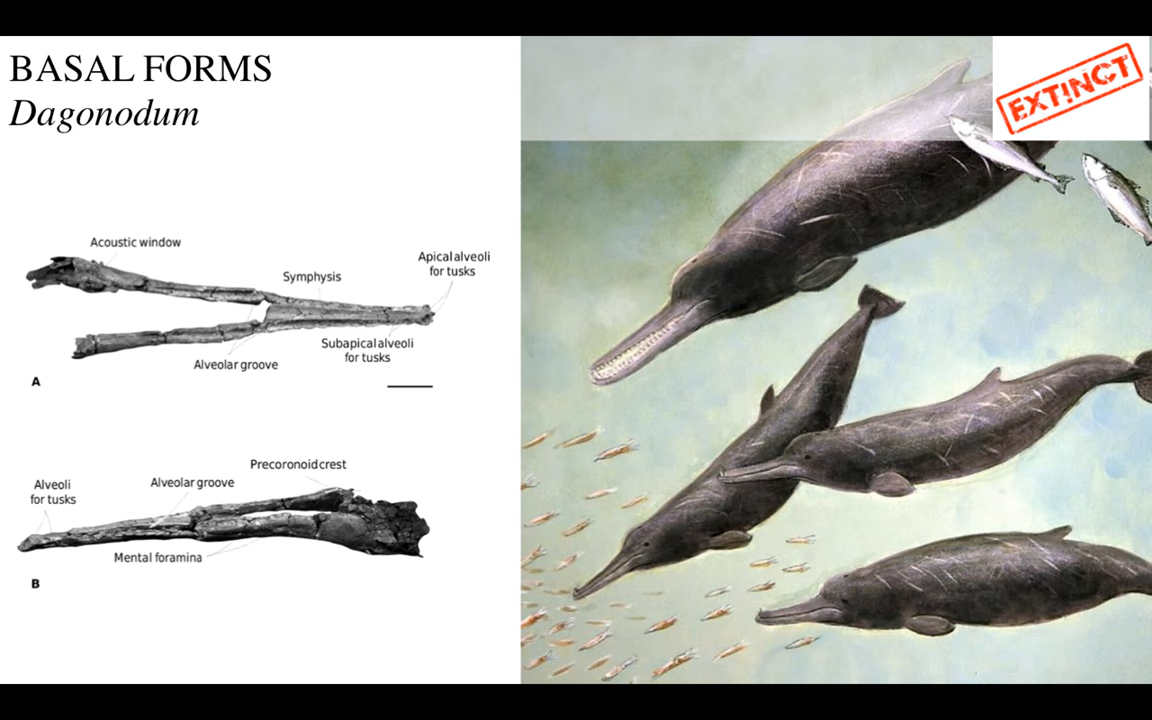 BASAL FORMS
Dagonodum
EXTINCT
Acoustic window
Symphysis
Apical alveoli
for tusks
Subapical alveoli
for tusks
Alveolar groove
A
Precoronoid crest
Alveoli
for tusks
Alveolar groove
Mental foramina
B